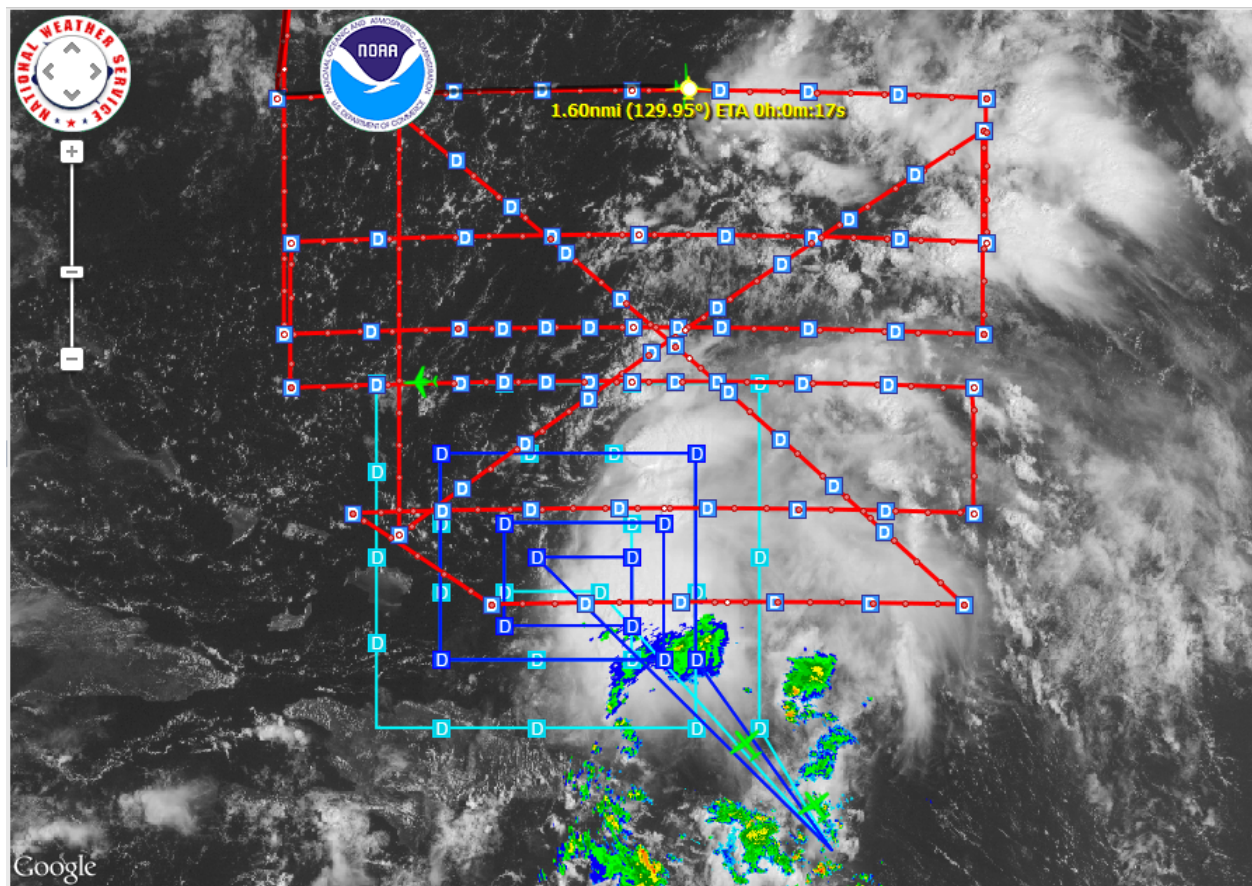 NATIONAL WEATHER SERVICE
NATIONAL OCEANIC AND ATMOSPHERIC ADMINISTRATION
NOAA
U.S. DEPARTMENT OF COMMERCE
+
−
−
D D D D D D
1.60nmi (129.95°) ETA 0h:0m:17s
D
D
D D
D D D D D D D
D D
D D
D D D D D D D D D D
D
D D D D D D D D D D D D
D D
D
D D D D
D D
D
D D
D D D D D D
D D D D D
D D D D
D D D D
D D D D D
D D
D
D D D D D
D D D D
Google